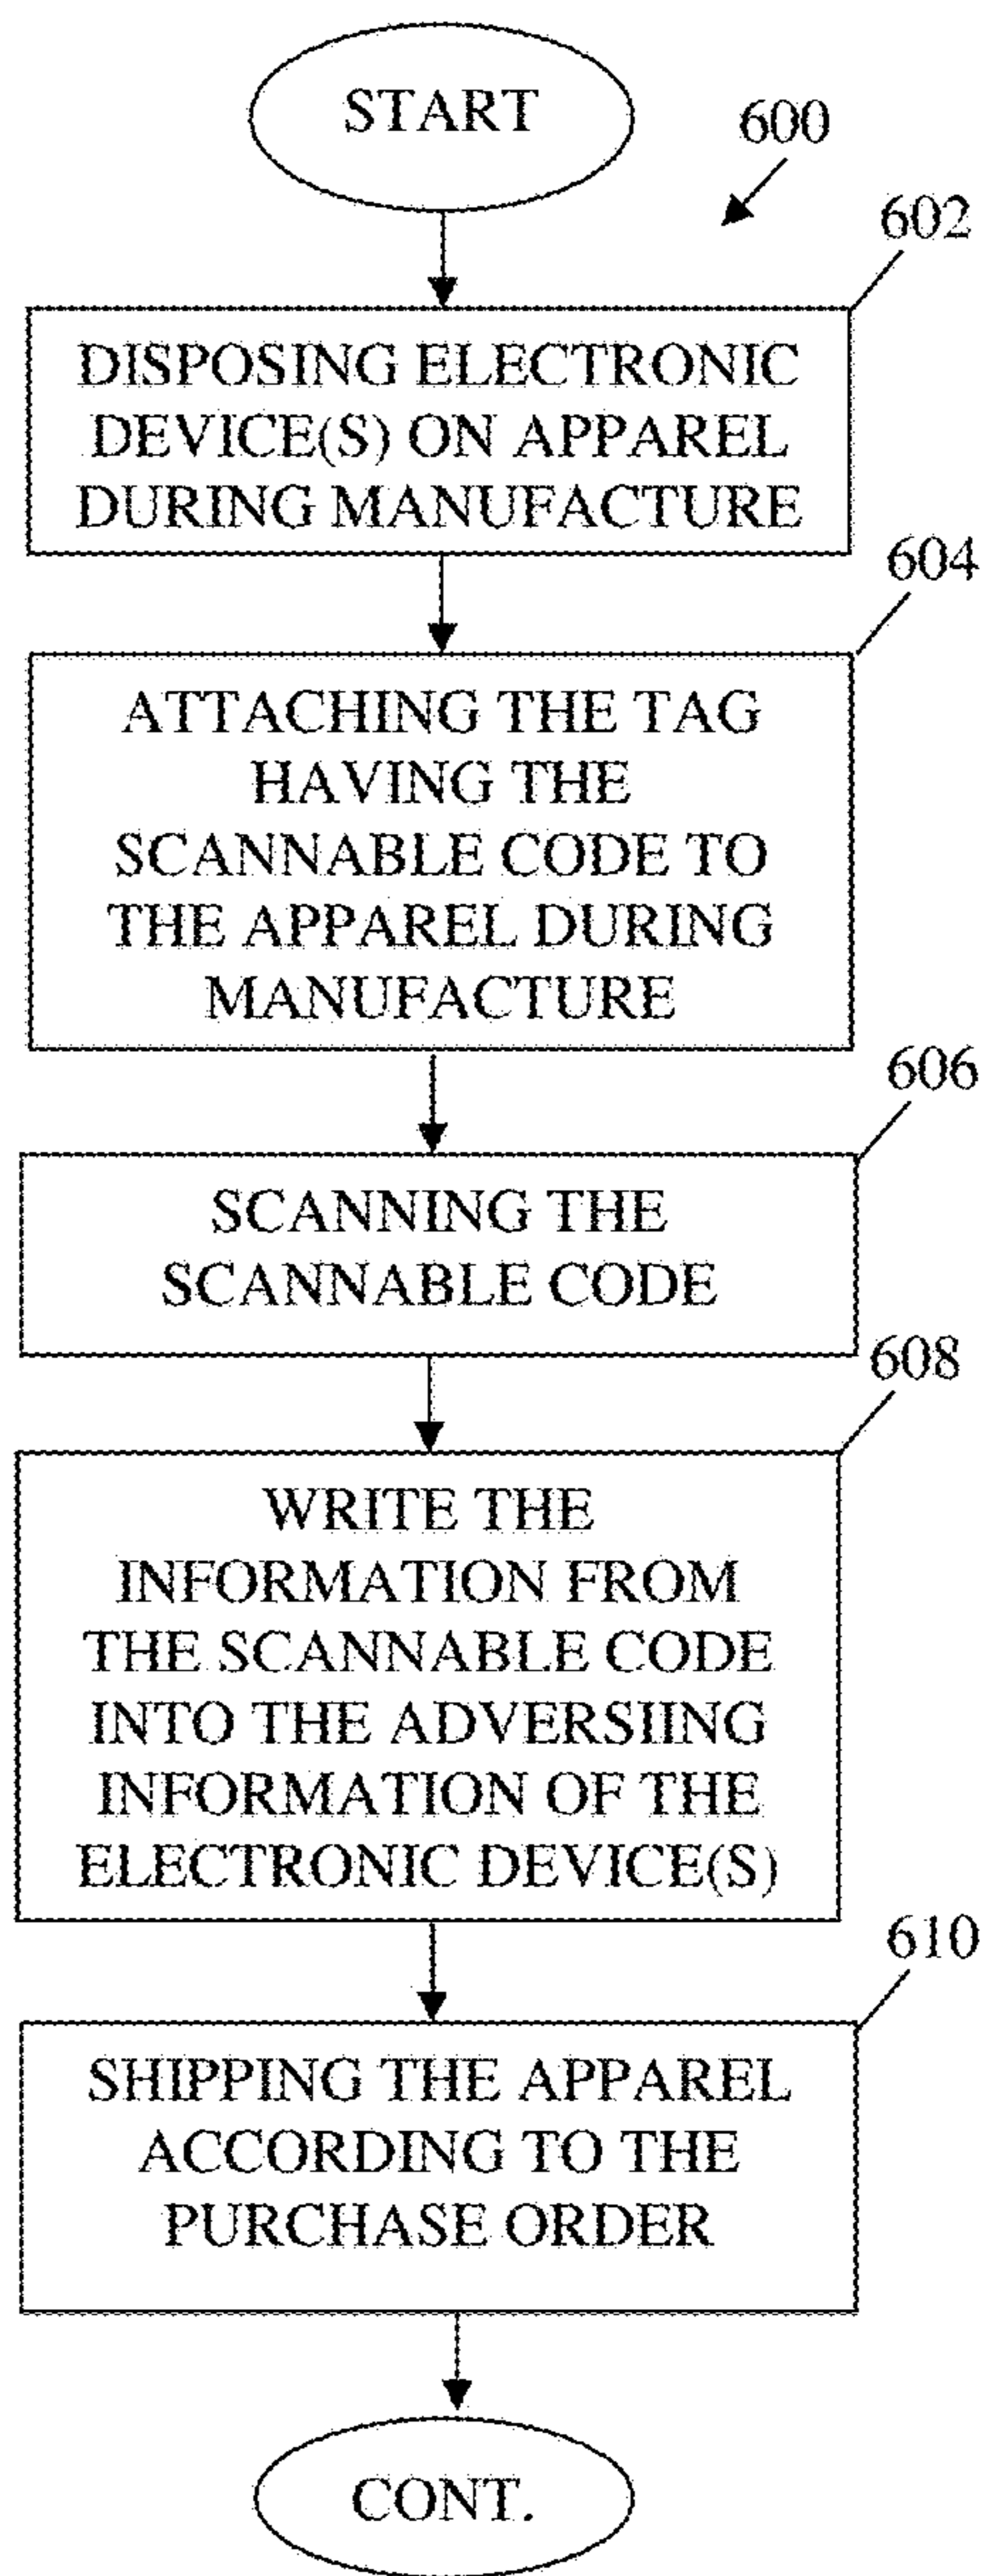 START
600
602
DISPOSING ELECTRONIC
DEVICE(S) ON APPAREL
DURING MANUFACTURE
604
ATTACHING THE TAG
HAVING THE
SCANNABLE CODE TO
THE APPAREL DURING
MANUFACTURE
606
SCANNING THE
SCANNABLE CODE
608
WRITE THE
INFORMATION FROM
THE SCANNABLE CODE
INTO THE ADVERSIING
INFORMATION OF THE
ELECTRONIC DEVICE(S)
610
SHIPPING THE APPAREL
ACCORDING TO THE
PURCHASE ORDER
CONT.